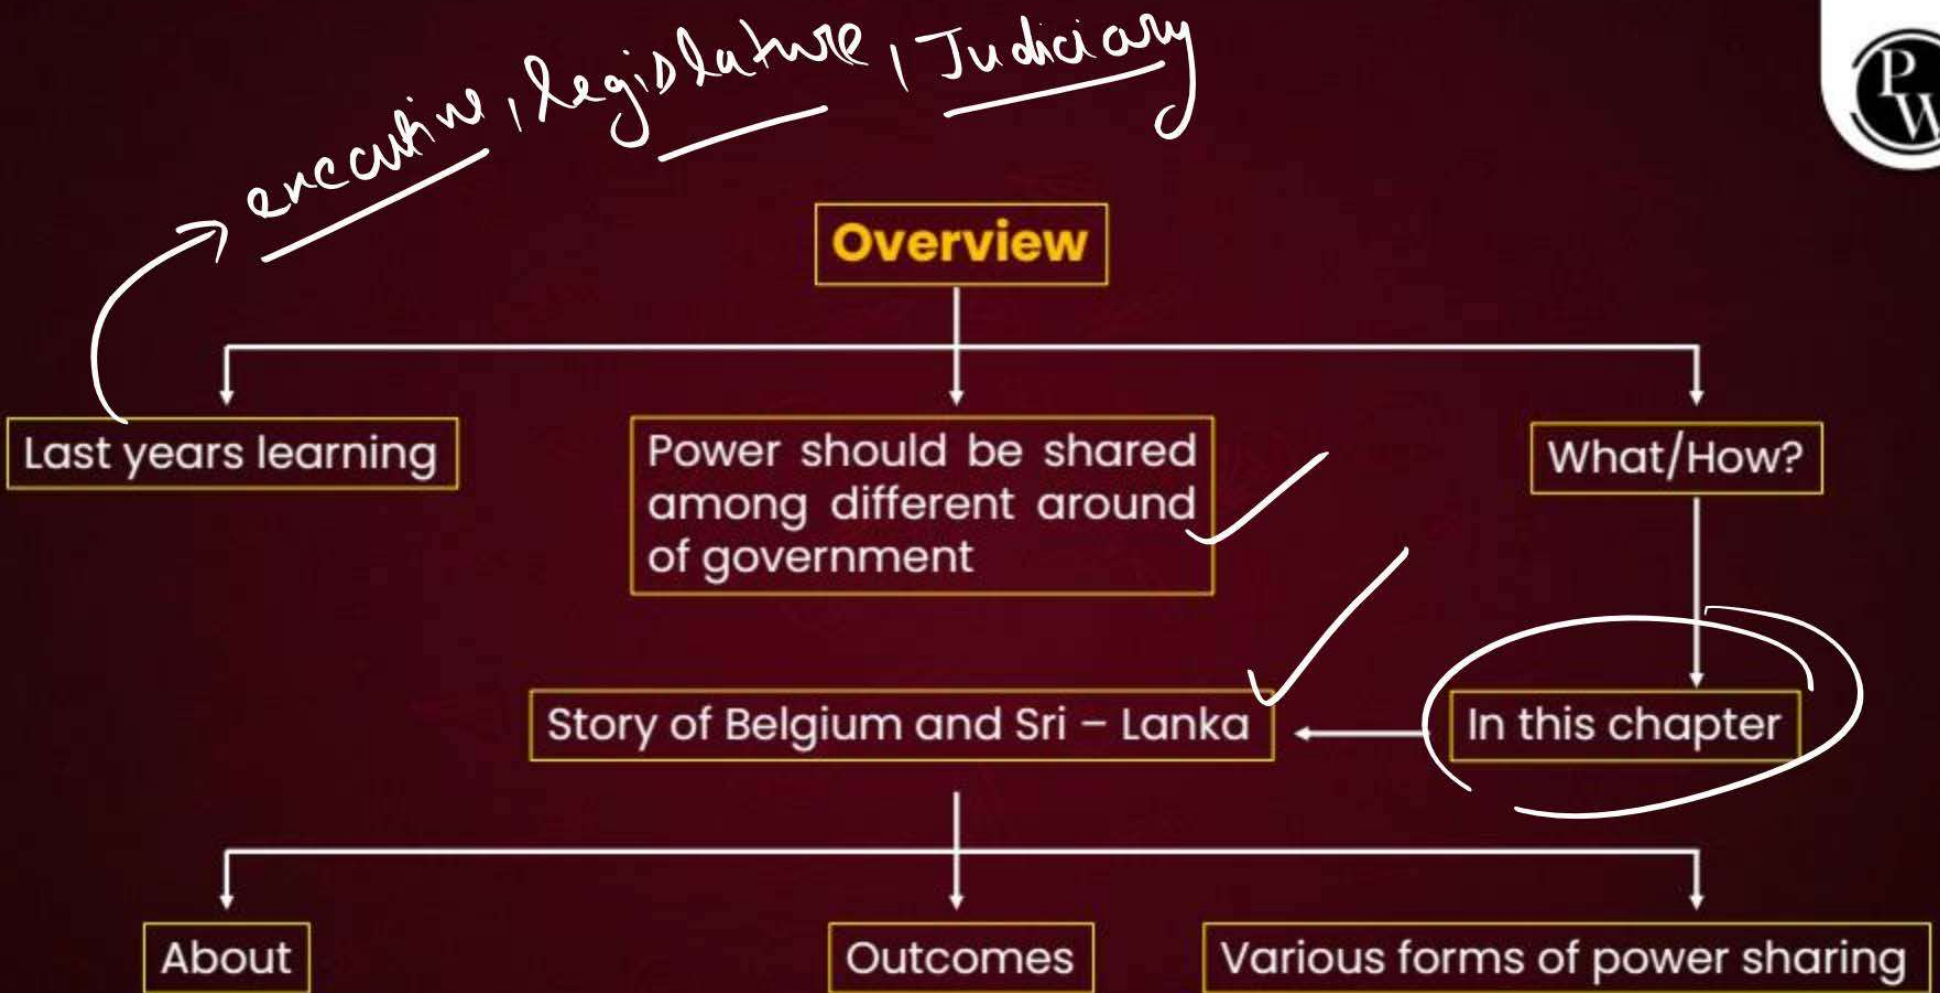 executive, legislature, Judiciary
PW
Overview
Last years learning
Power should be shared
among different around
of government
What/How?
Story of Belgium and Sri – Lanka
In this chapter
About
Outcomes
Various forms of power sharing